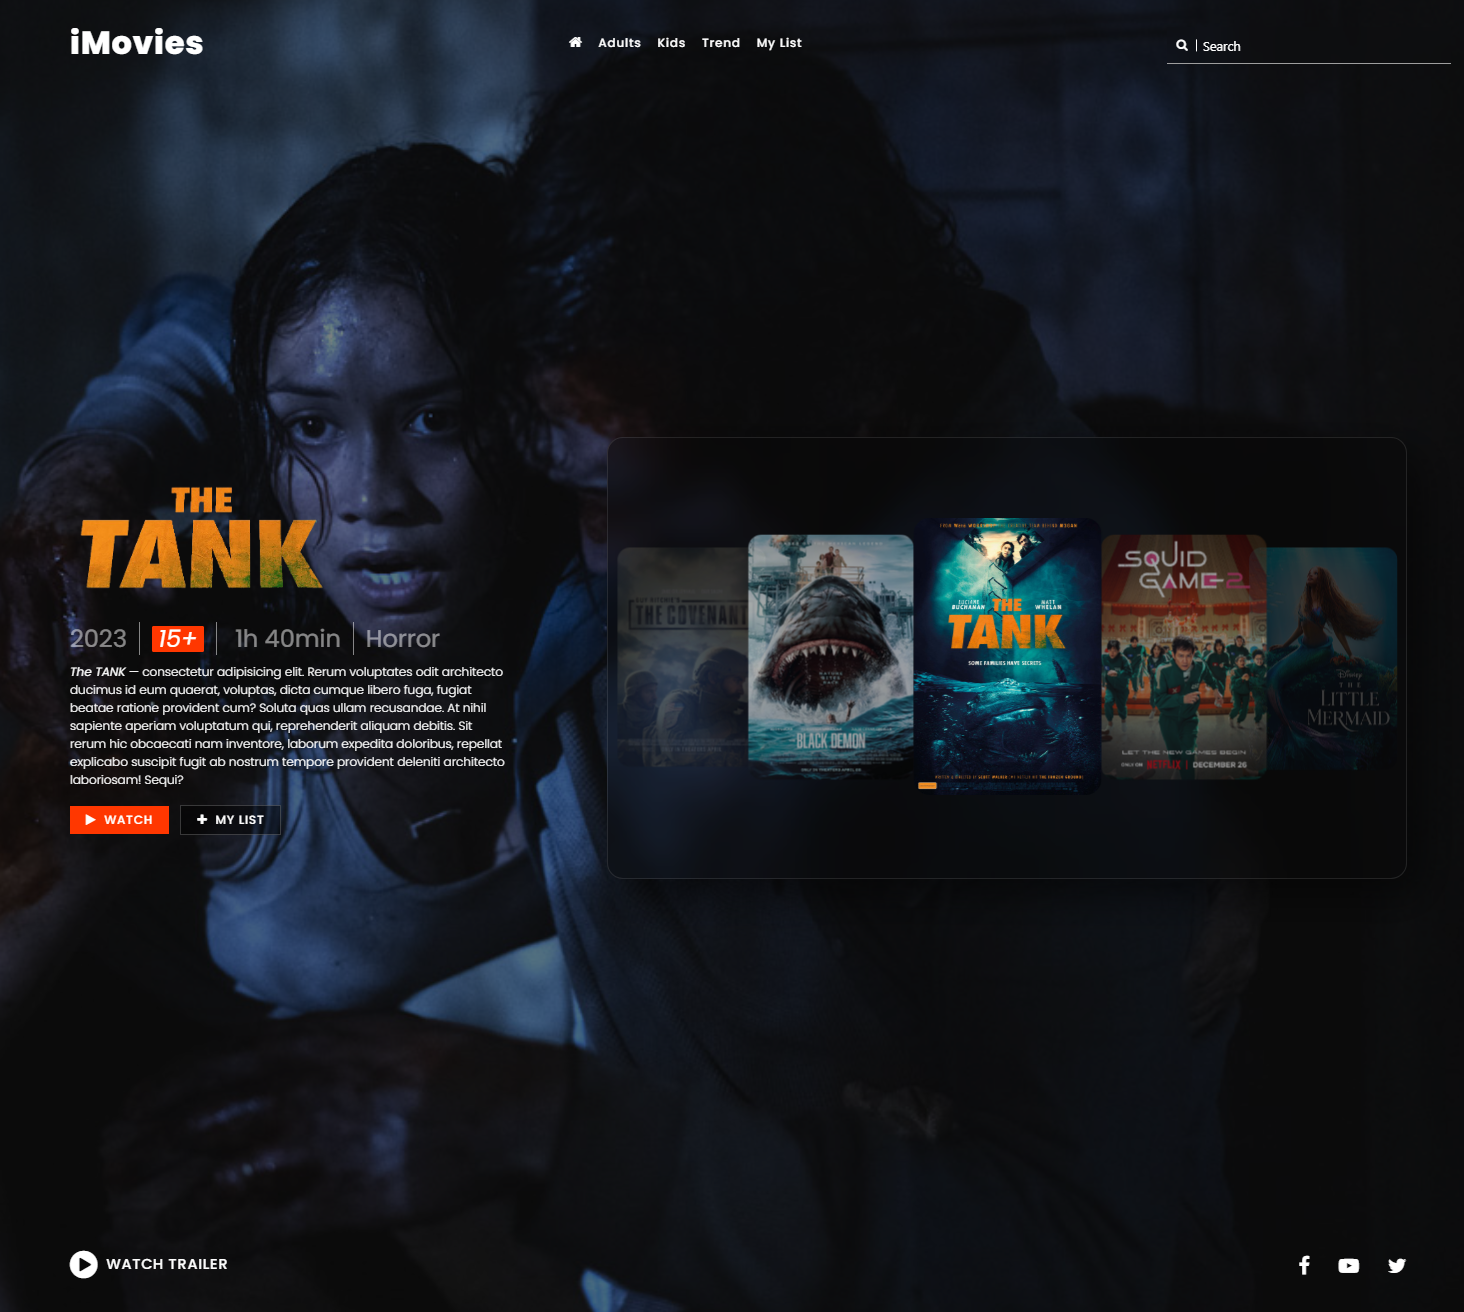 iMovies
Adults
Kids
Trend
My List
Search
THE
TANK
2023
15+
1h 40min
Horror
The TANK — consectetur adipisicing elit. Rerum voluptates odit architecto
ducimus id eum quaerat, voluptas, dicta cumque libero fuga, fugiat
beatae ratione provident cum? Soluta quas ullam recusandae. At nihil
sapiente aperiam voluptatum qui, reprehenderit aliquam debitis. Sit
rerum hic obcaecati nam inventore, laborum expedita doloribus, repellat
explicabo suscipit fugit ab nostrum tempore provident deleniti architecto
laboriosam! Sequi?
WATCH
MY LIST
THE COVENANT
BLACK DEMON
LUCIANE
BUCHANAN
MATT
WHELAN
THE
TANK
SOME FAMILIES HAVE SECRETS
SQUID
GAME 2
LET THE NEW GAMES BEGIN
ONLY ON NETFLIX | DECEMBER 26
Disney
THE
LITTLE
MERMAID
WATCH TRAILER